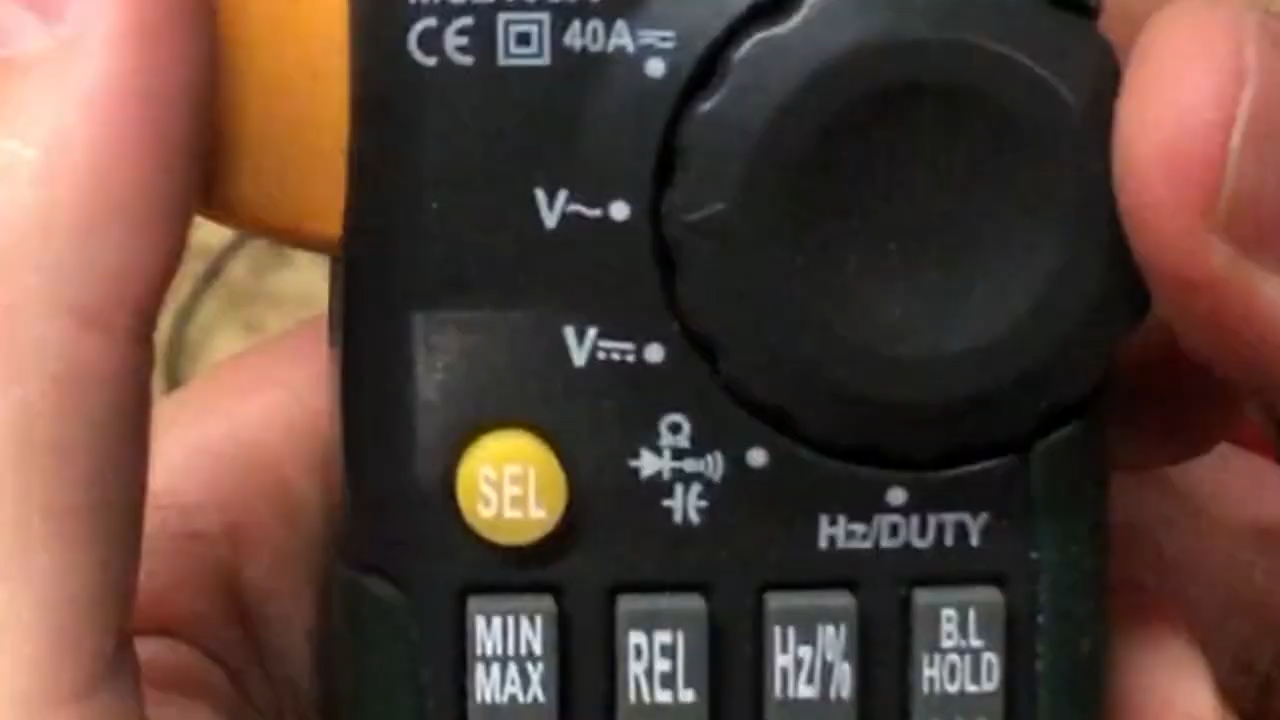 CE 40A
V~
V
Ω
SEL
Hz/DUTY
MIN
MAX
REL
Hz/%
B.L
HOLD